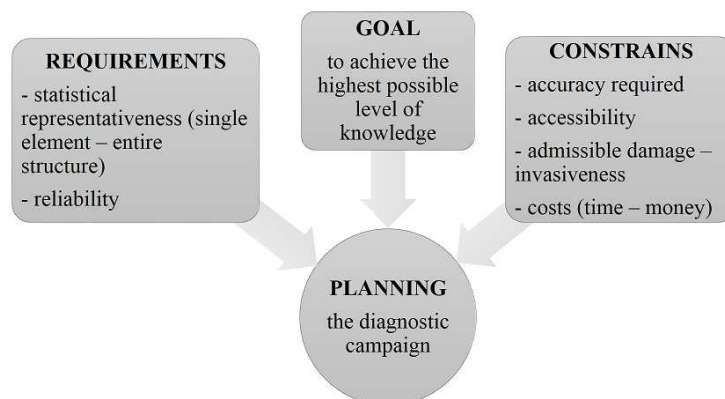 REQUIREMENTS
- statistical
representativeness (single
element – entire
structure)
- reliability
GOAL
to achieve the
highest possible
level of
knowledge
CONSTRAINS
- accuracy required
- accessibility
- admissible damage –
invasiveness
- costs (time – money)
PLANNING
the diagnostic
campaign